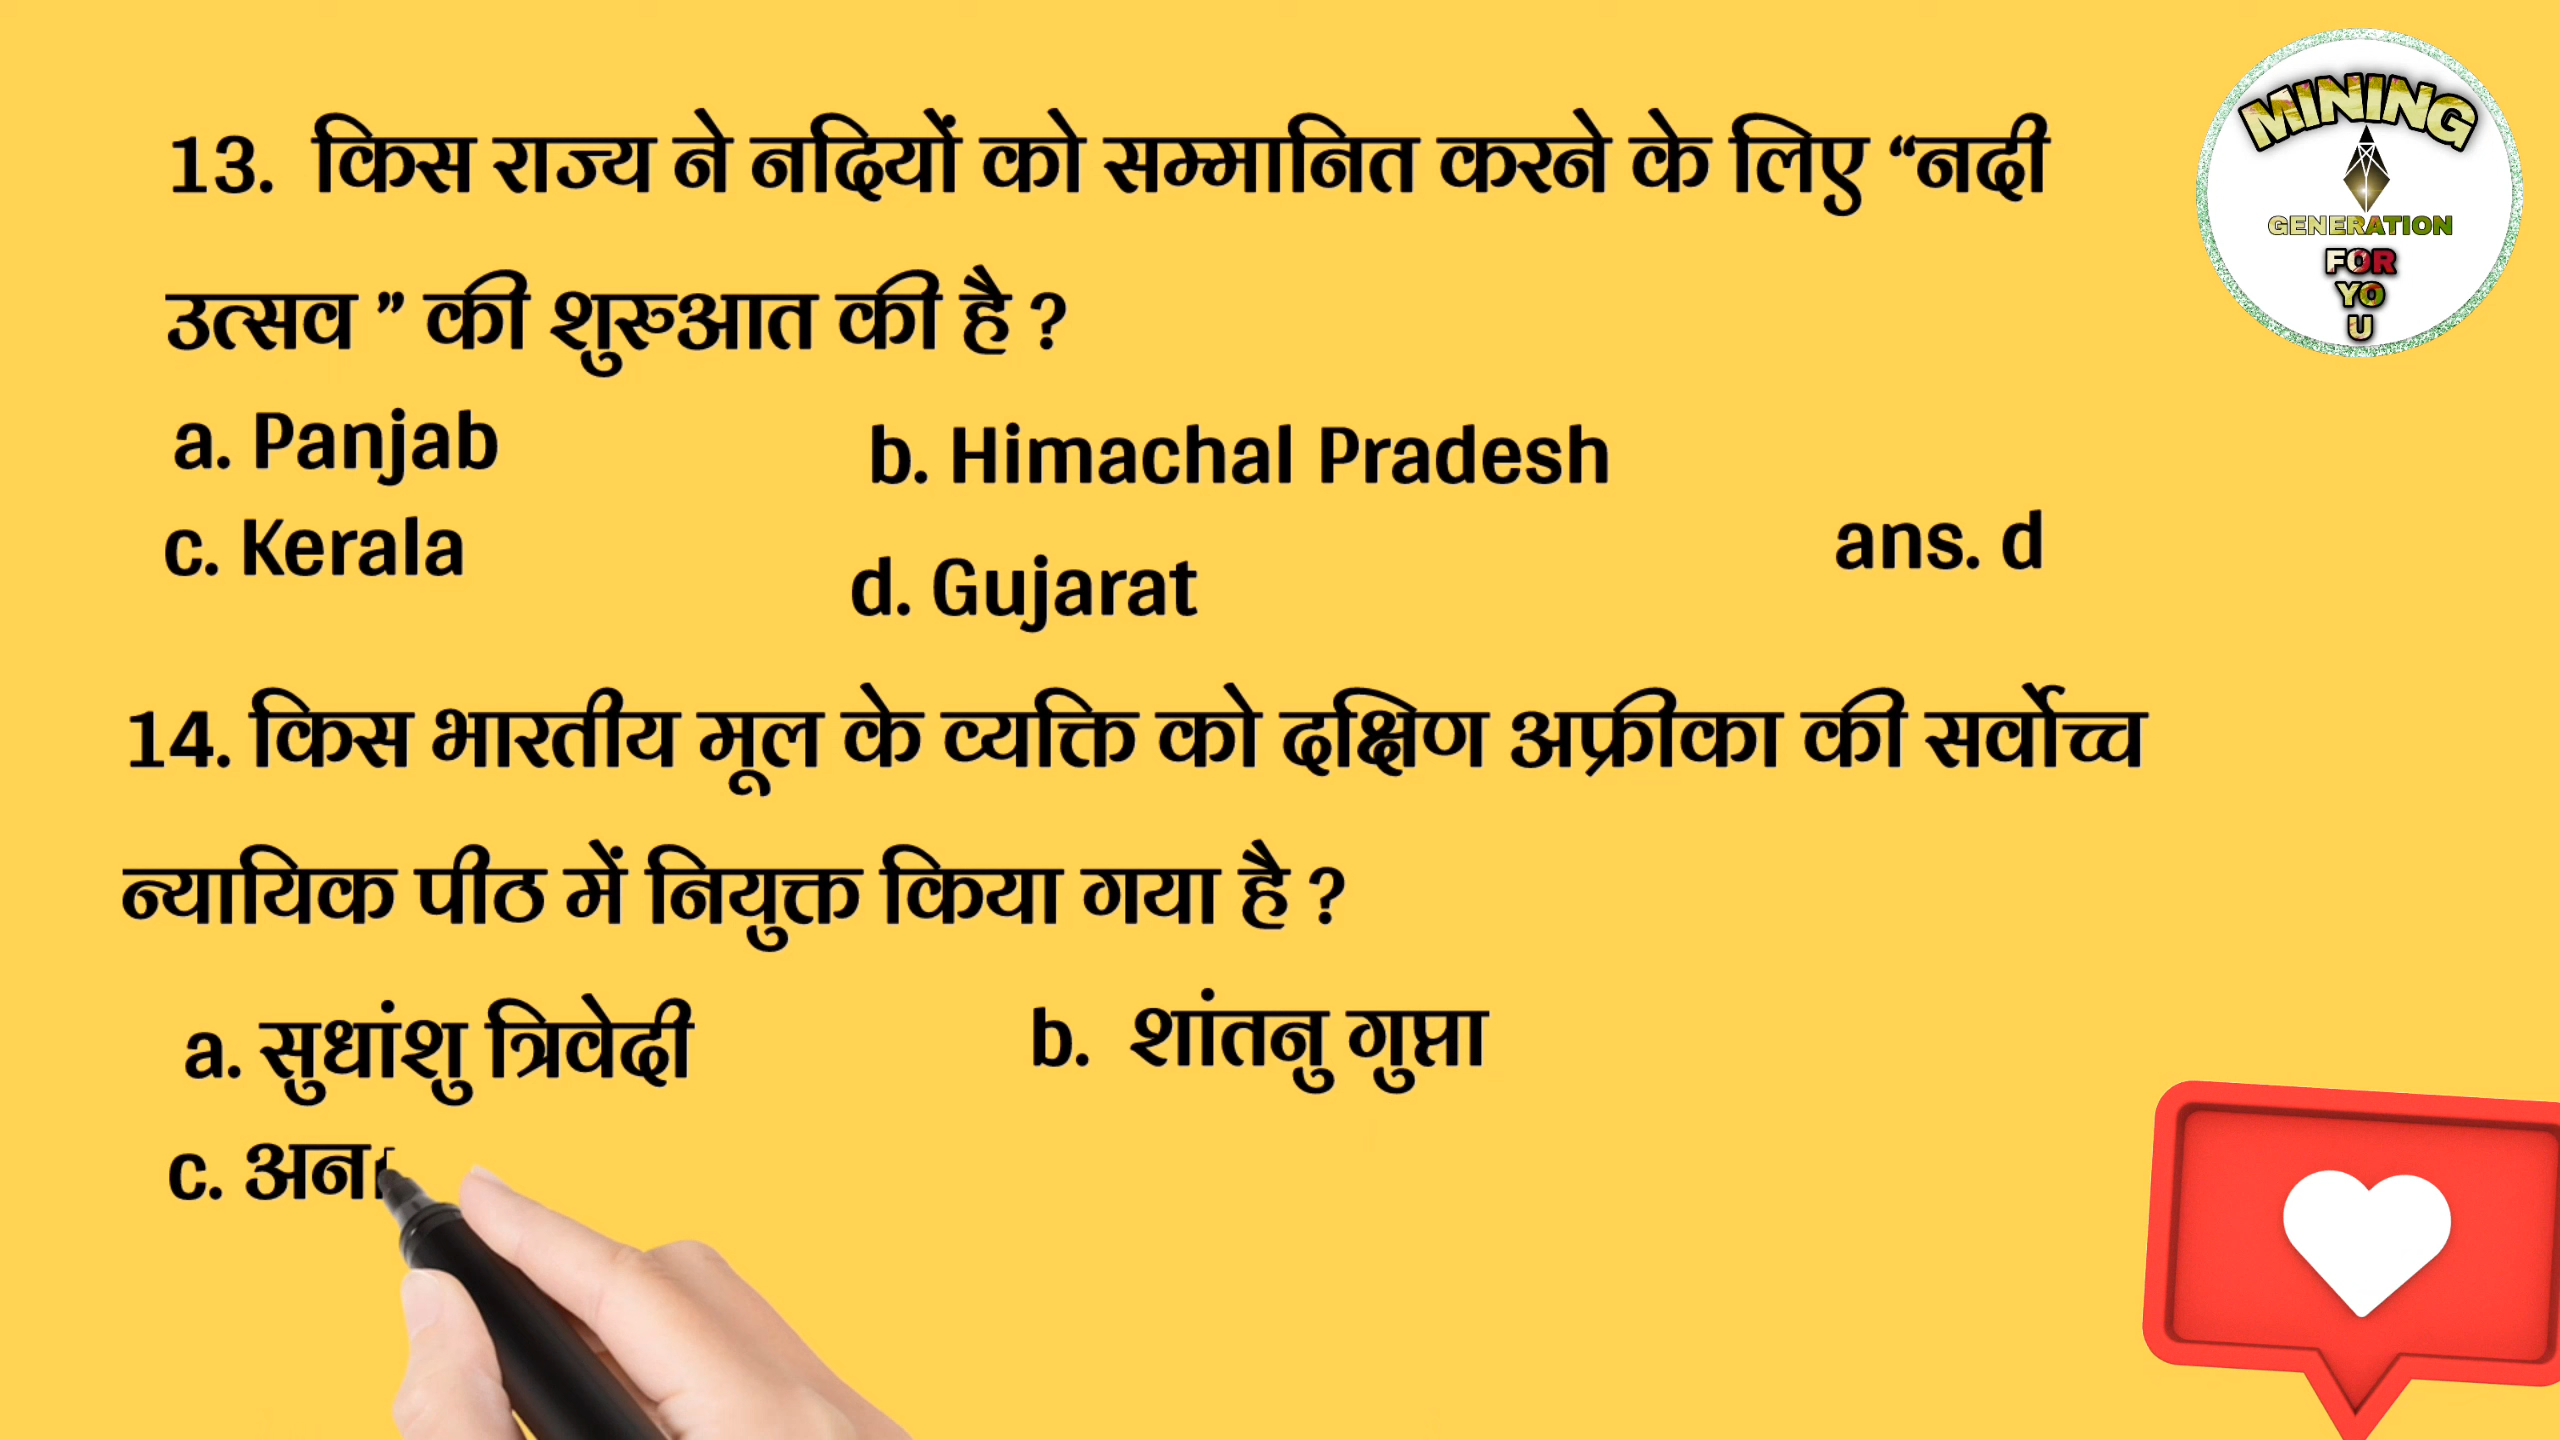 13. किस राज्य ने नदियों को सम्मानित करने के लिए “नदी
उत्सव ” की शुरुआत की है ?
a. Panjab
b. Himachal Pradesh
c. Kerala
d. Gujarat
ans. d
14. किस भारतीय मूल के व्यक्ति को दक्षिण अफ्रीका की सर्वोच्च
न्यायिक पीठ में नियुक्त किया गया है ?
a. सुधांशु त्रिवेदी
b. शांतनु गुप्ता
c.
MINING
GENERATION
FOR
YO
U